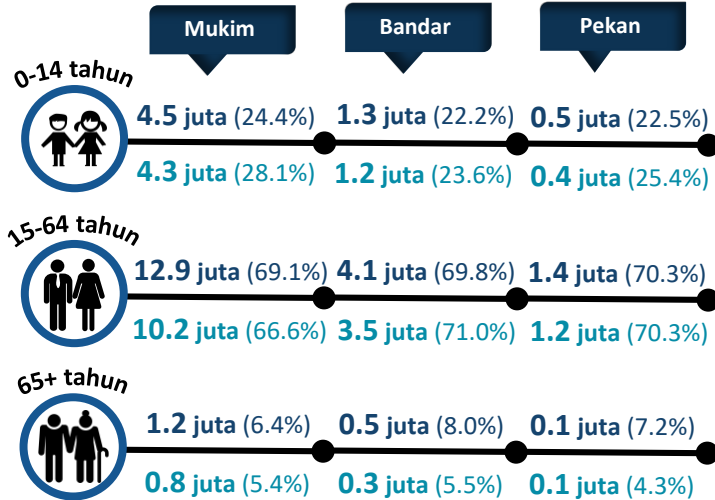 Mukim Bandar Pekan
0-14 tahun
4.5 juta (24.4%) 1.3 juta (22.2%) 0.5 juta (22.5%)
4.3 juta (28.1%) 1.2 juta (23.6%) 0.4 juta (25.4%)
15-64 tahun
12.9 juta (69.1%) 4.1 juta (69.8%) 1.4 juta (70.3%)
10.2 juta (66.6%) 3.5 juta (71.0%) 1.2 juta (70.3%)
65+ tahun
1.2 juta (6.4%) 0.5 juta (8.0%) 0.1 juta (7.2%)
0.8 juta (5.4%) 0.3 juta (5.5%) 0.1 juta (4.3%)